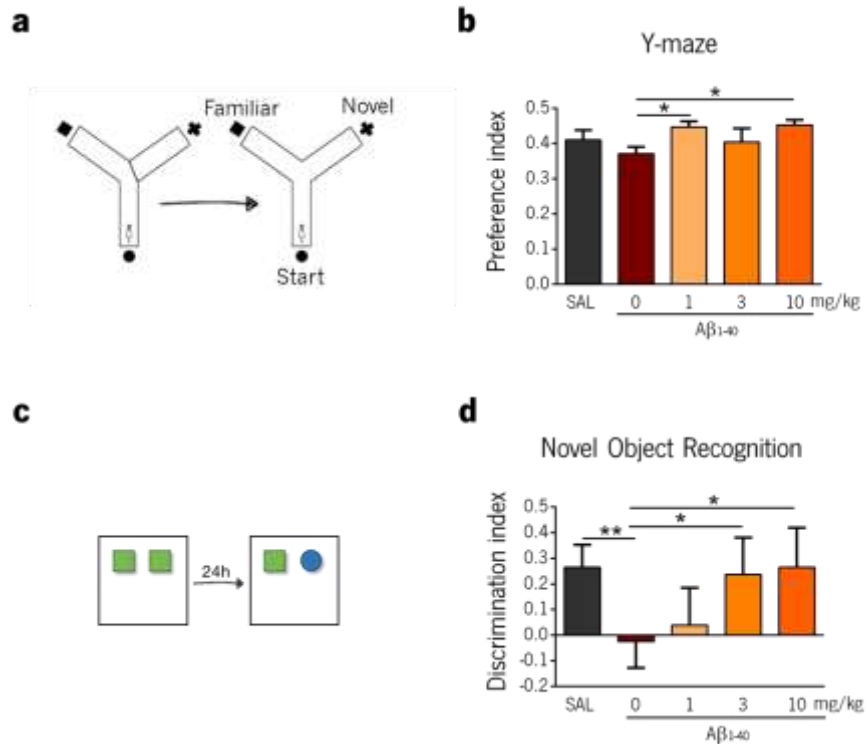 a
Familiar
Novel
Start
b
Y-maze
Preference index
0.5
0.4
0.3
0.4
0.1
0.0
*
*
SAL 0 1 3 10 mg/kg
Aβ1-40
c
24h
d
Novel Object Recognition
Discrimination index
0.5
0.4
0.3
0.2
0.1
0.0
-0.1
-0.2
**
*
*
SAL 0 1 3 10 mg/kg
Aβ1-40